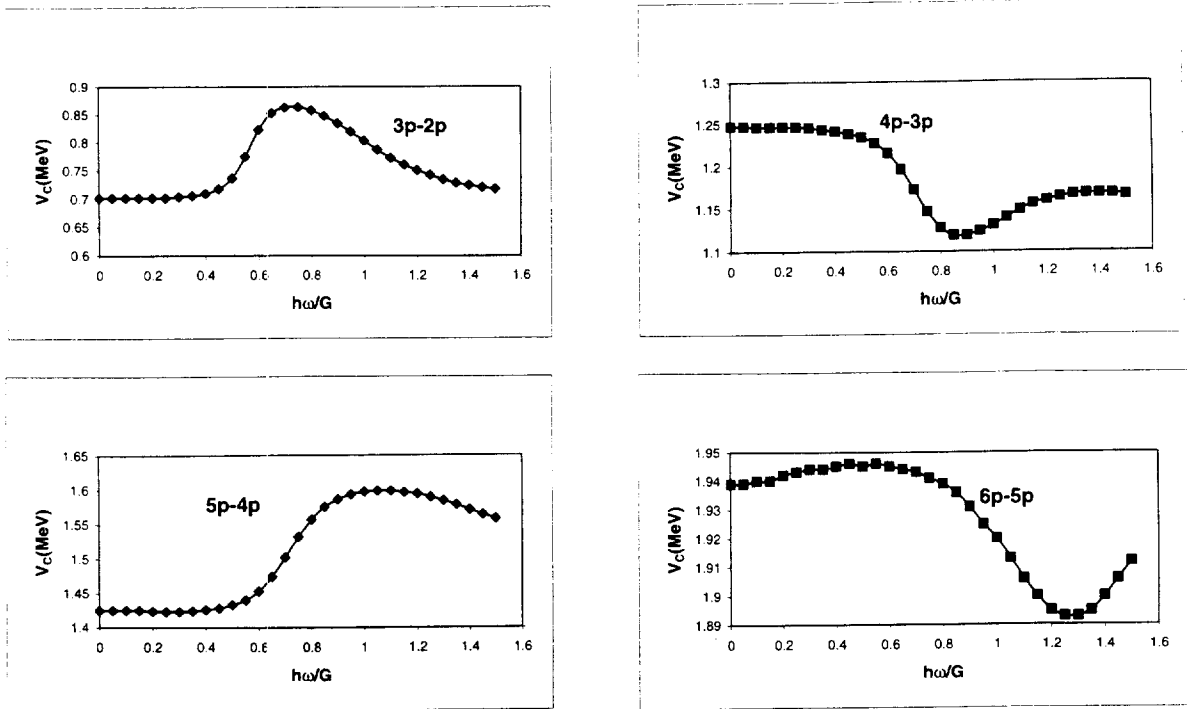 0.9
0.85
0.8
0.75
0.7
0.65
0.6
V_C(MeV)
3p-2p
0 0.2 0.4 0.6 0.8 1 1.2 1.4 1.6
hω/G
1.3
1.25
1.2
1.15
1.1
V_C(MeV)
4p-3p
0 0.2 0.4 0.6 0.8 1 1.2 1.4 1.6
hω/G
1.65
1.6
1.55
1.5
1.45
1.4
V_C(MeV)
5p-4p
0 0.2 0.4 0.6 0.8 1 1.2 1.4 1.6
hω/G
1.95
1.94
1.93
1.92
1.91
1.9
1.89
V_C(MeV)
6p-5p
0 0.2 0.4 0.6 0.8 1 1.2 1.4 1.6
hω/G